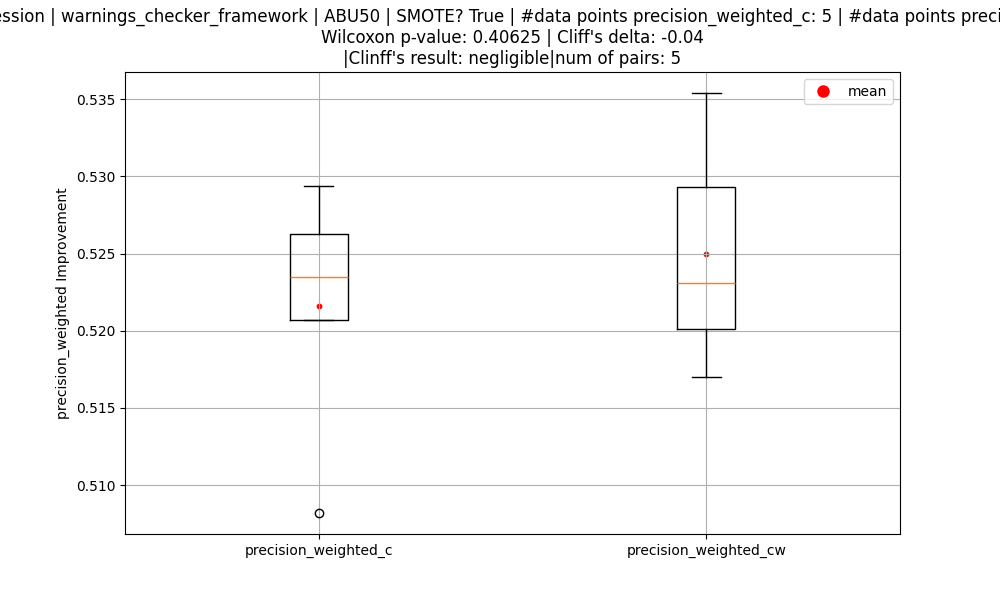 | warnings_checker_framework | ABU50 | SMOTE? True | #data points precision_weighted_c: 5 | #data points
Wilcoxon p-value: 0.40625 | Cliff's delta: -0.04
|Clinff's result: negligible|num of pairs: 5
mean
0.535
0.530
0.525
0.520
0.515
0.510
precision_weighted Improvement
precision_weighted_c
precision_weighted_cw